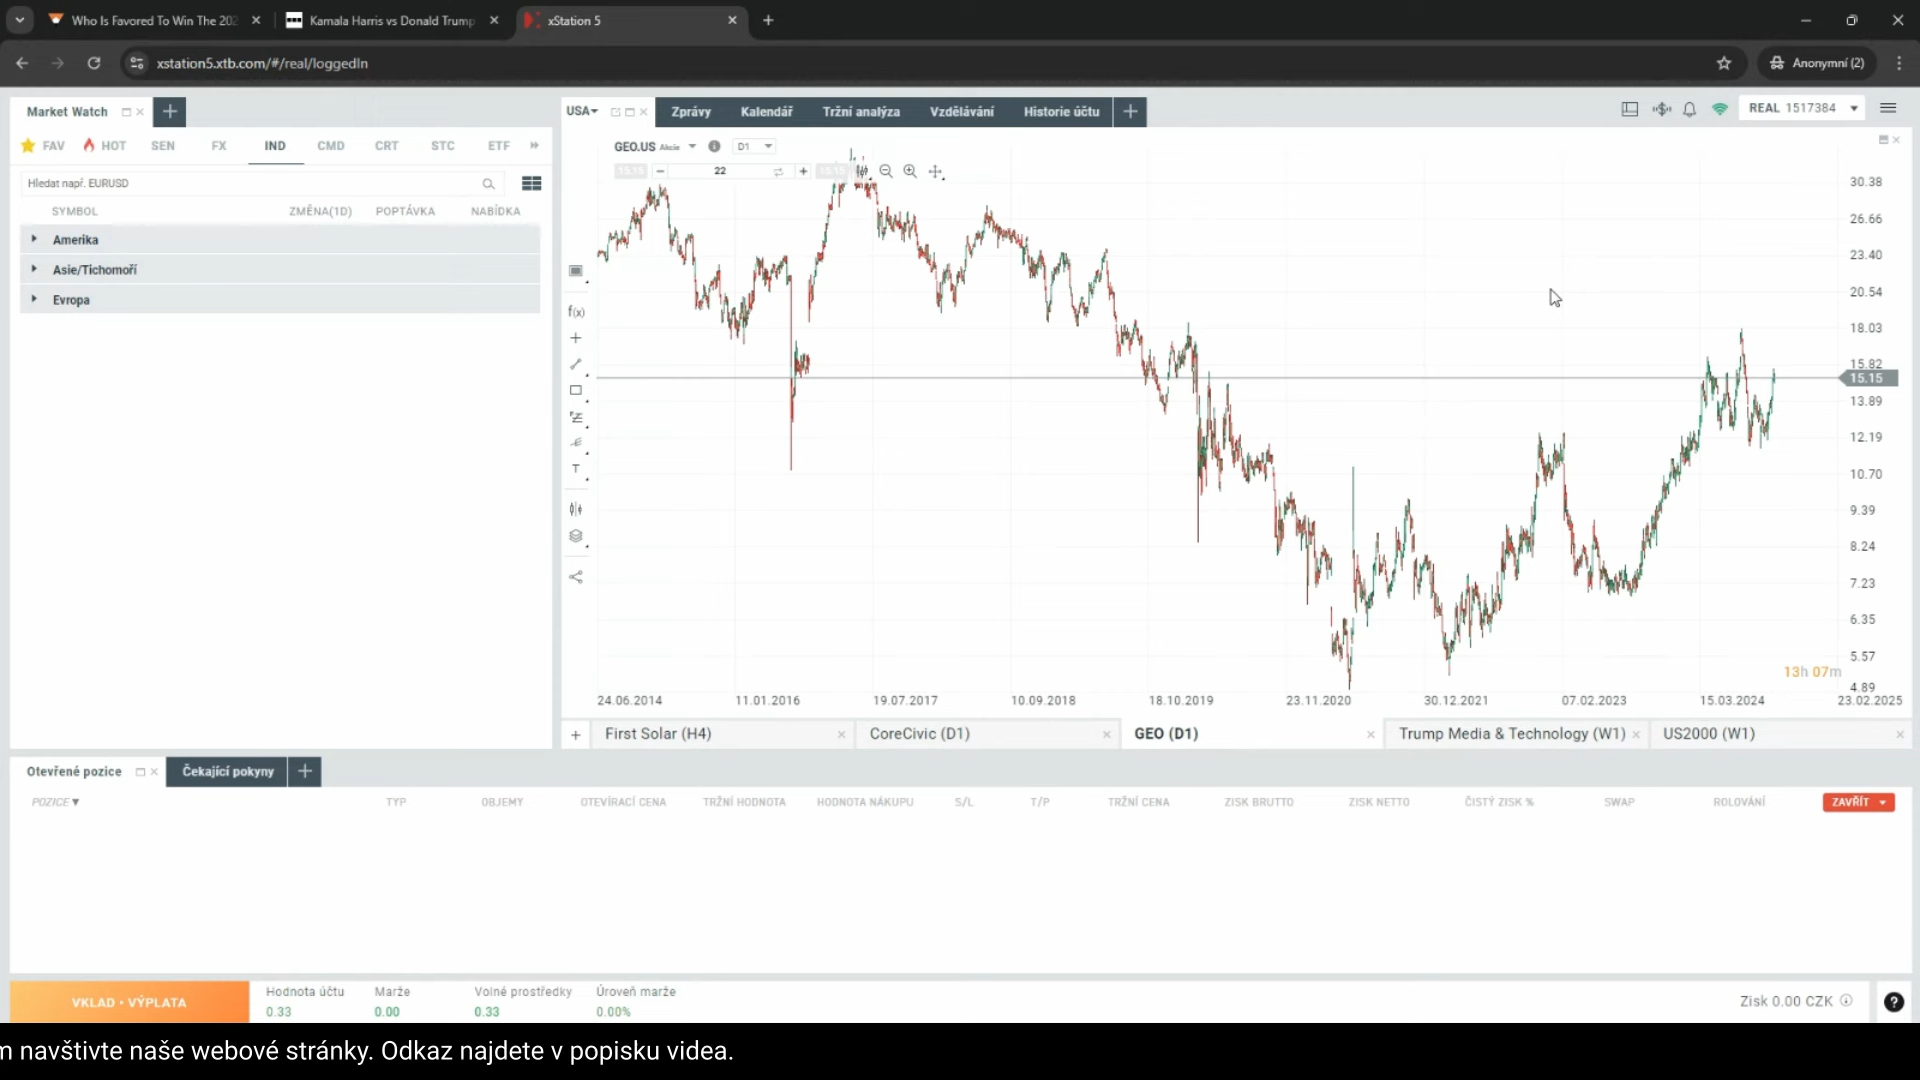 Who Is Favored To Win The 202
Kamala Harris vs Donald Trump
xStation 5
xstation5.xtb.com/#/real/loggedIn
Anonymní (2)
Market Watch
USA
Zprávy
Kalendář
Tržní analýza
Vzdělávání
Historie účtu
REAL 1517384
FAV
HOT
SEN
FX
IND
CMD
CRT
STC
ETF
Hledat např. EURUSD
SYMBOL
ZMĚNA(1D)
POPTÁVKA
NABÍDKA
Amerika
Asie/Tichomoří
Evropa
GEO.US Akcie
D1
15.15
22
15.15
f(x)
T
30.38
26.66
23.40
20.54
18.03
15.82
15.15
13.89
12.19
10.70
9.39
8.24
7.23
6.35
5.57
4.89
13h 07m
24.06.2014
11.01.2016
19.07.2017
10.09.2018
18.10.2019
23.11.2020
30.12.2021
07.02.2023
15.03.2024
23.02.2025
First Solar (H4)
CoreCivic (D1)
GEO (D1)
Trump Media & Technology (W1)
US2000 (W1)
Otevřené pozice
Čekající pokyny
POZICE
TYP
OBJEMY
OTEVÍRACÍ CENA
TRŽNÍ HODNOTA
HODNOTA NÁKUPU
S/L
T/P
TRŽNÍ CENA
ZISK BRUTTO
ZISK NETTO
ČISTÝ ZISK %
SWAP
ROLOVÁNÍ
ZAVŘÍT
VKLAD • VÝPLATA
Hodnota účtu
0.33
Marže
0.00
Volné prostředky
0.33
Úroveň marže
0.00%
Zisk 0.00 CZK
m navštivte naše webové stránky. Odkaz najdete v popisku videa.